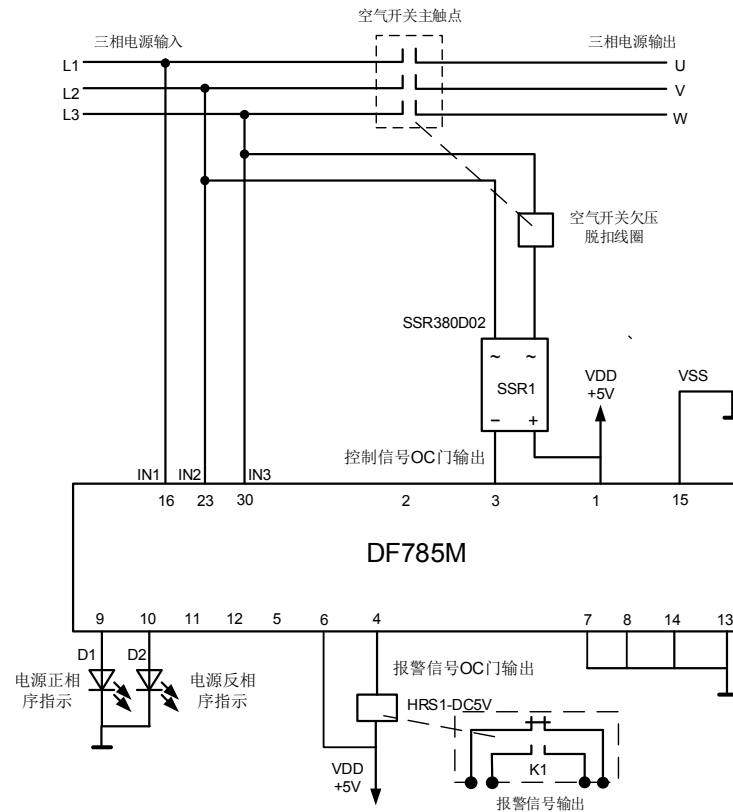 空气开关主触点
三相电源输入
三相电源输出
L1
U
L2
V
L3
W
空气开关欠压
脱扣线圈
SSR380D02
~ ~
SSR1
− +
VDD
+5V
VSS
控制信号OC门输出
IN1 IN2 IN3
16 23 30 2 3 1 15
DF785M
9 10 11 12 5 6 4 7 8 14 13
D1 D2
电源正相
序指示
电源反相
序指示
报警信号OC门输出
HRS1-DC5V
K1
VDD
+5V
报警信号输出